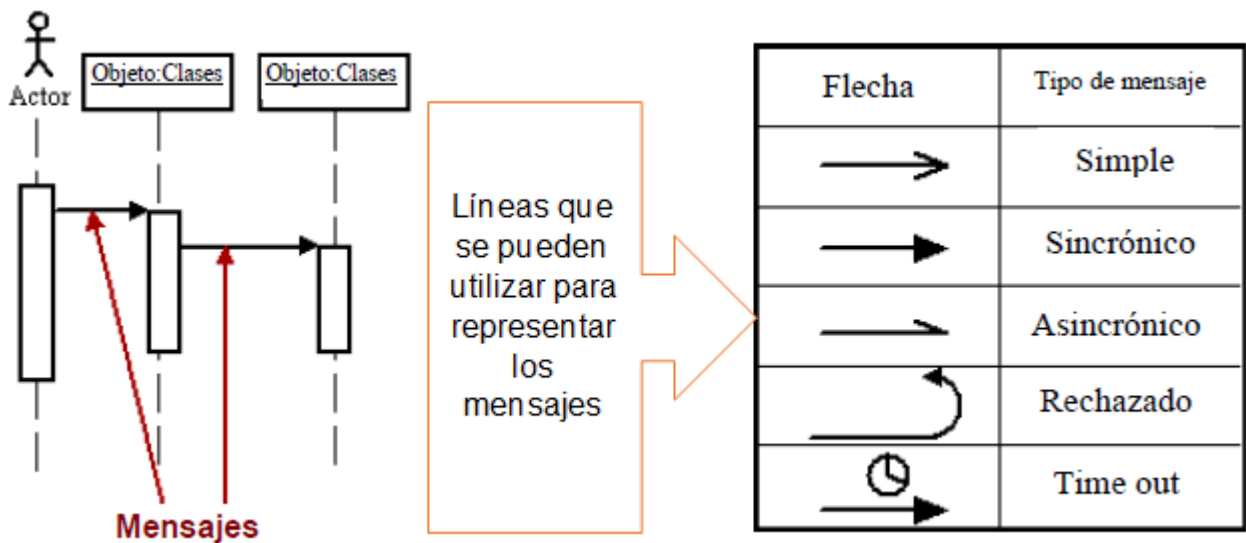 Actor
Objeto:Clases
Objeto:Clases
Mensajes
Líneas que
se pueden
utilizar para
representar
los
mensajes
Flecha
Tipo de mensaje
Simple
Sincrónico
Asincrónico
Rechazado
Time out